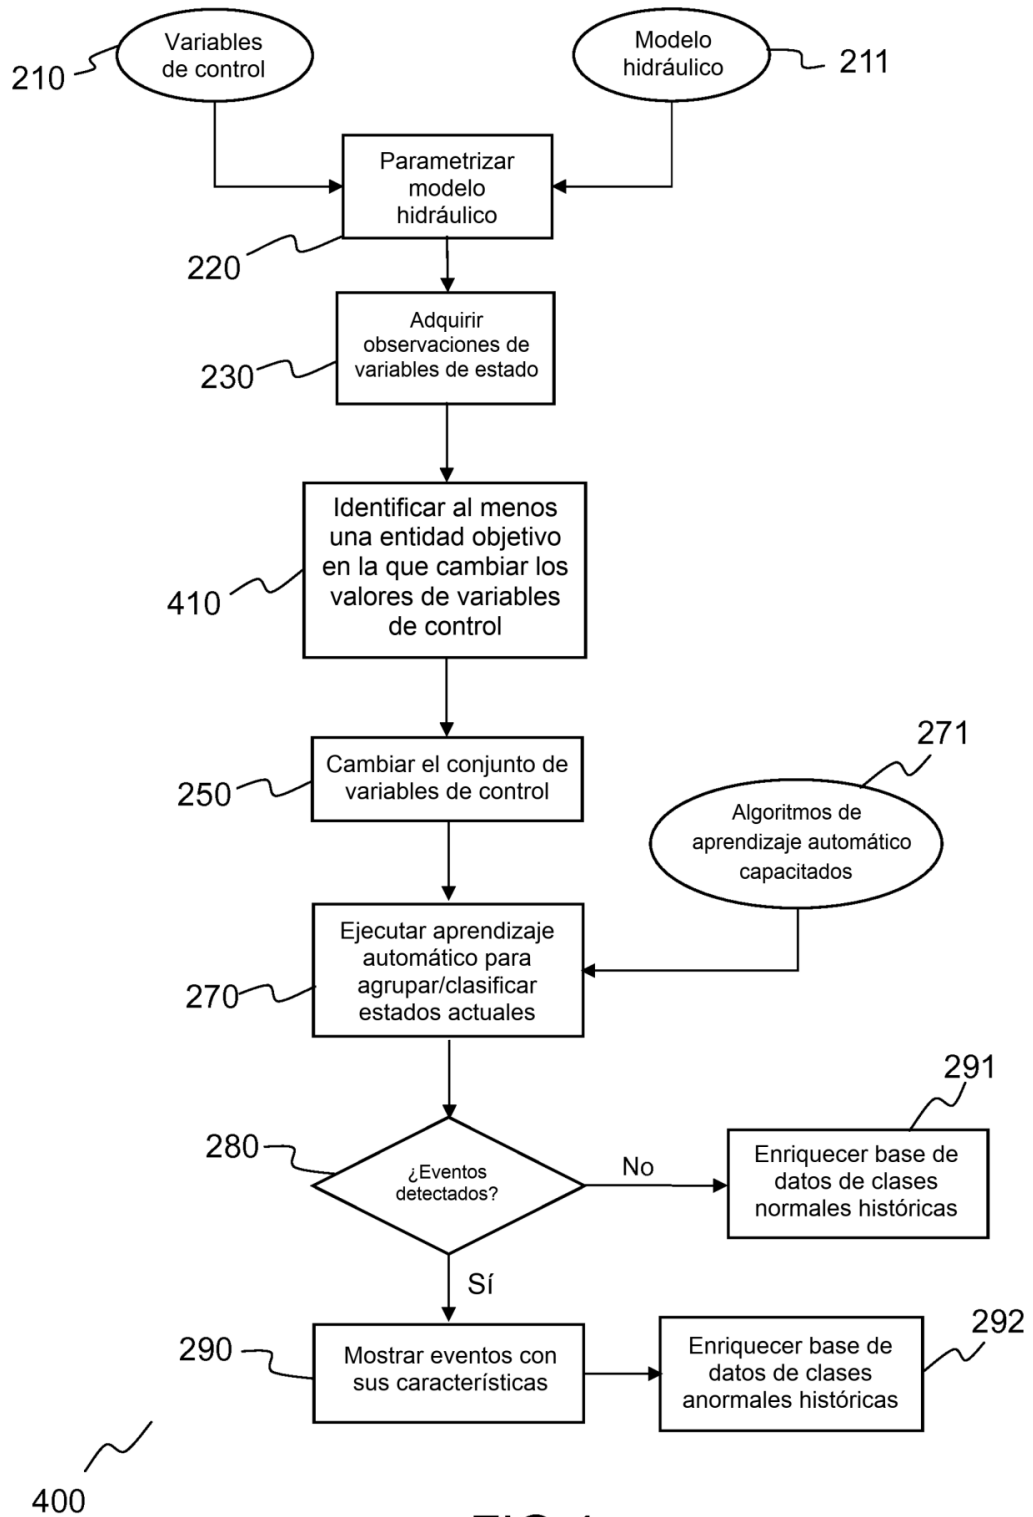 Variables
de control
210
Modelo
hidráulico
211
Parametrizar
modelo
hidráulico
220
Adquirir
observaciones de
variables de estado
230
Identificar al menos
una entidad objetivo
en la que cambiar los
valores de variables
de control
410
271
Cambiar el conjunto de
variables de control
250
Algoritmos de
aprendizaje automático
capacitados
Ejecutar aprendizaje
automático para
agrupar/clasificar
estados actuales
270
291
280
¿Eventos
detectados?
No
Enriquecer base de
datos de clases
normales históricas
Sí
292
290
Mostrar eventos con
sus características
Enriquecer base de
datos de clases
anormales históricas
400